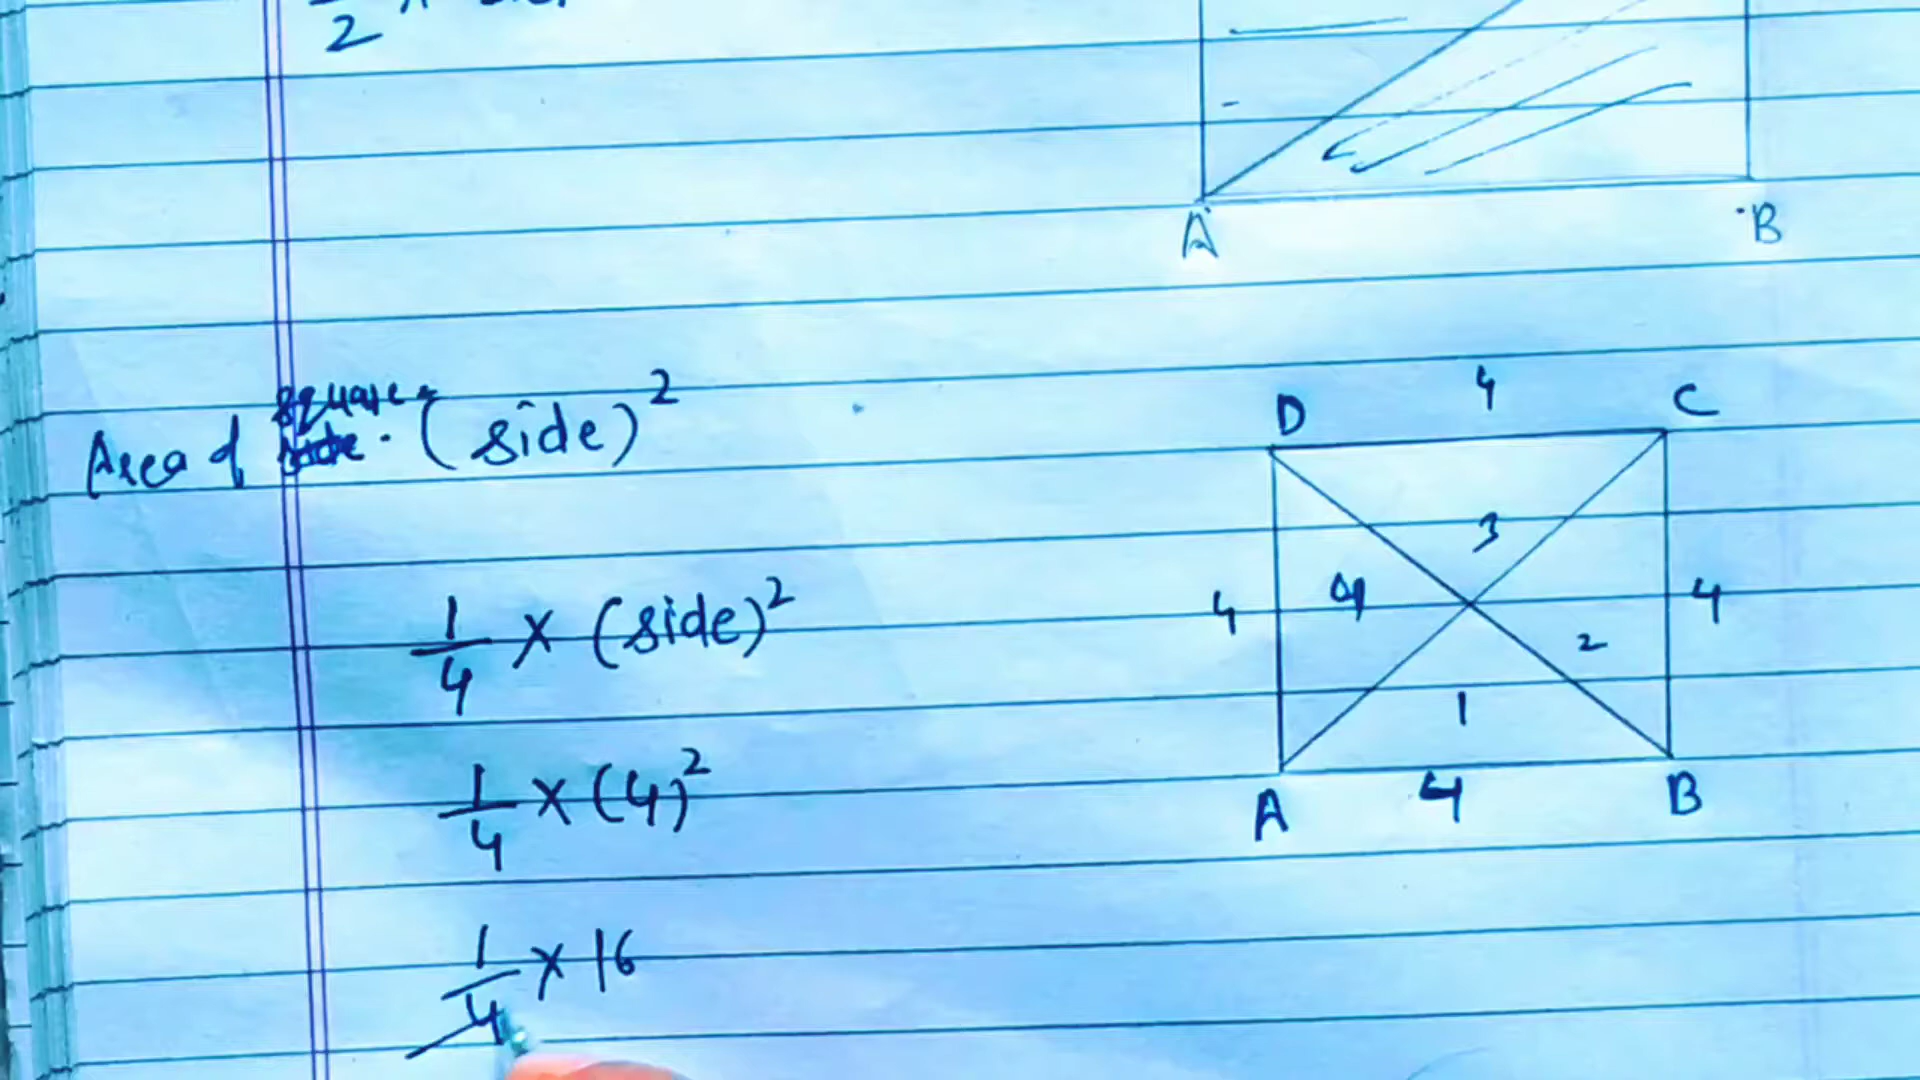 2
A B
square
Area of (side)²
1/4 × (side)²
1/4 × (4)²
1/4 × 16
4
D C
3
4 4 4
2
1
A 4 B